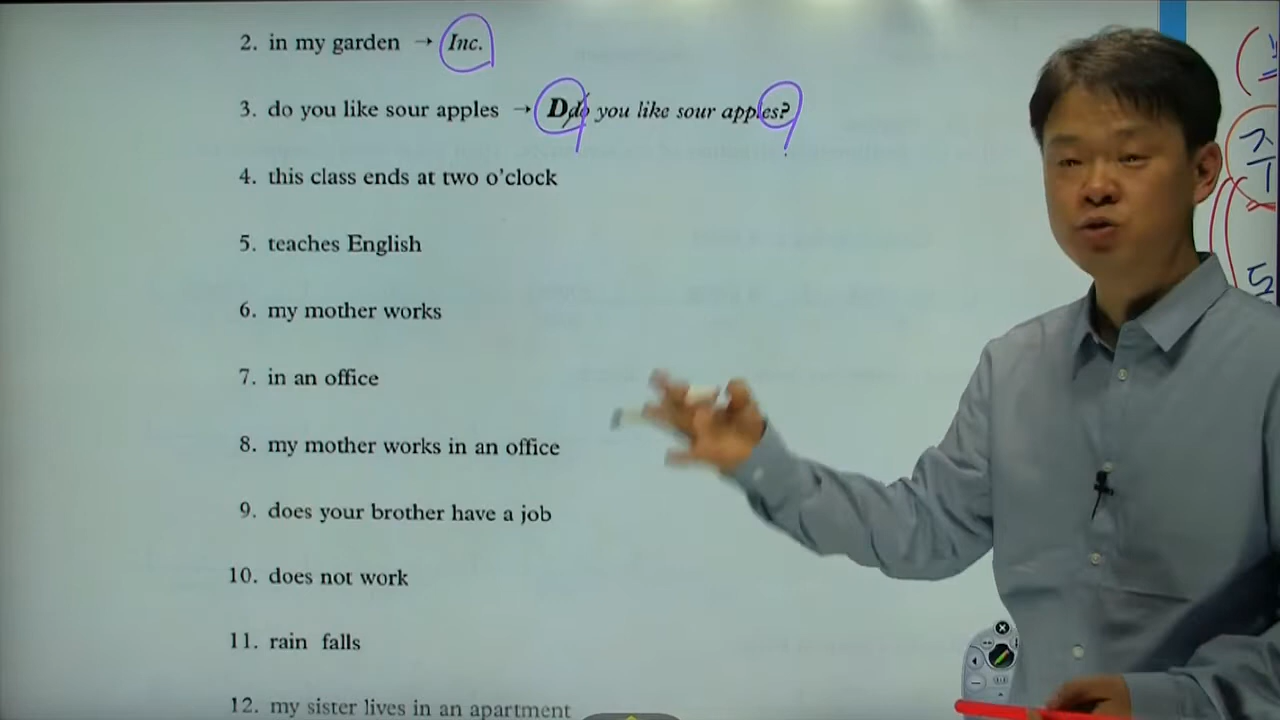 2. in my garden → Inc.
3. do you like sour apples → Ddo you like sour apples?
4. this class ends at two o'clock
5. teaches English
6. my mother works
7. in an office
8. my mother works in an office
9. does your brother have a job
10. does not work
11. rain falls
12. my sister lives in an apartment